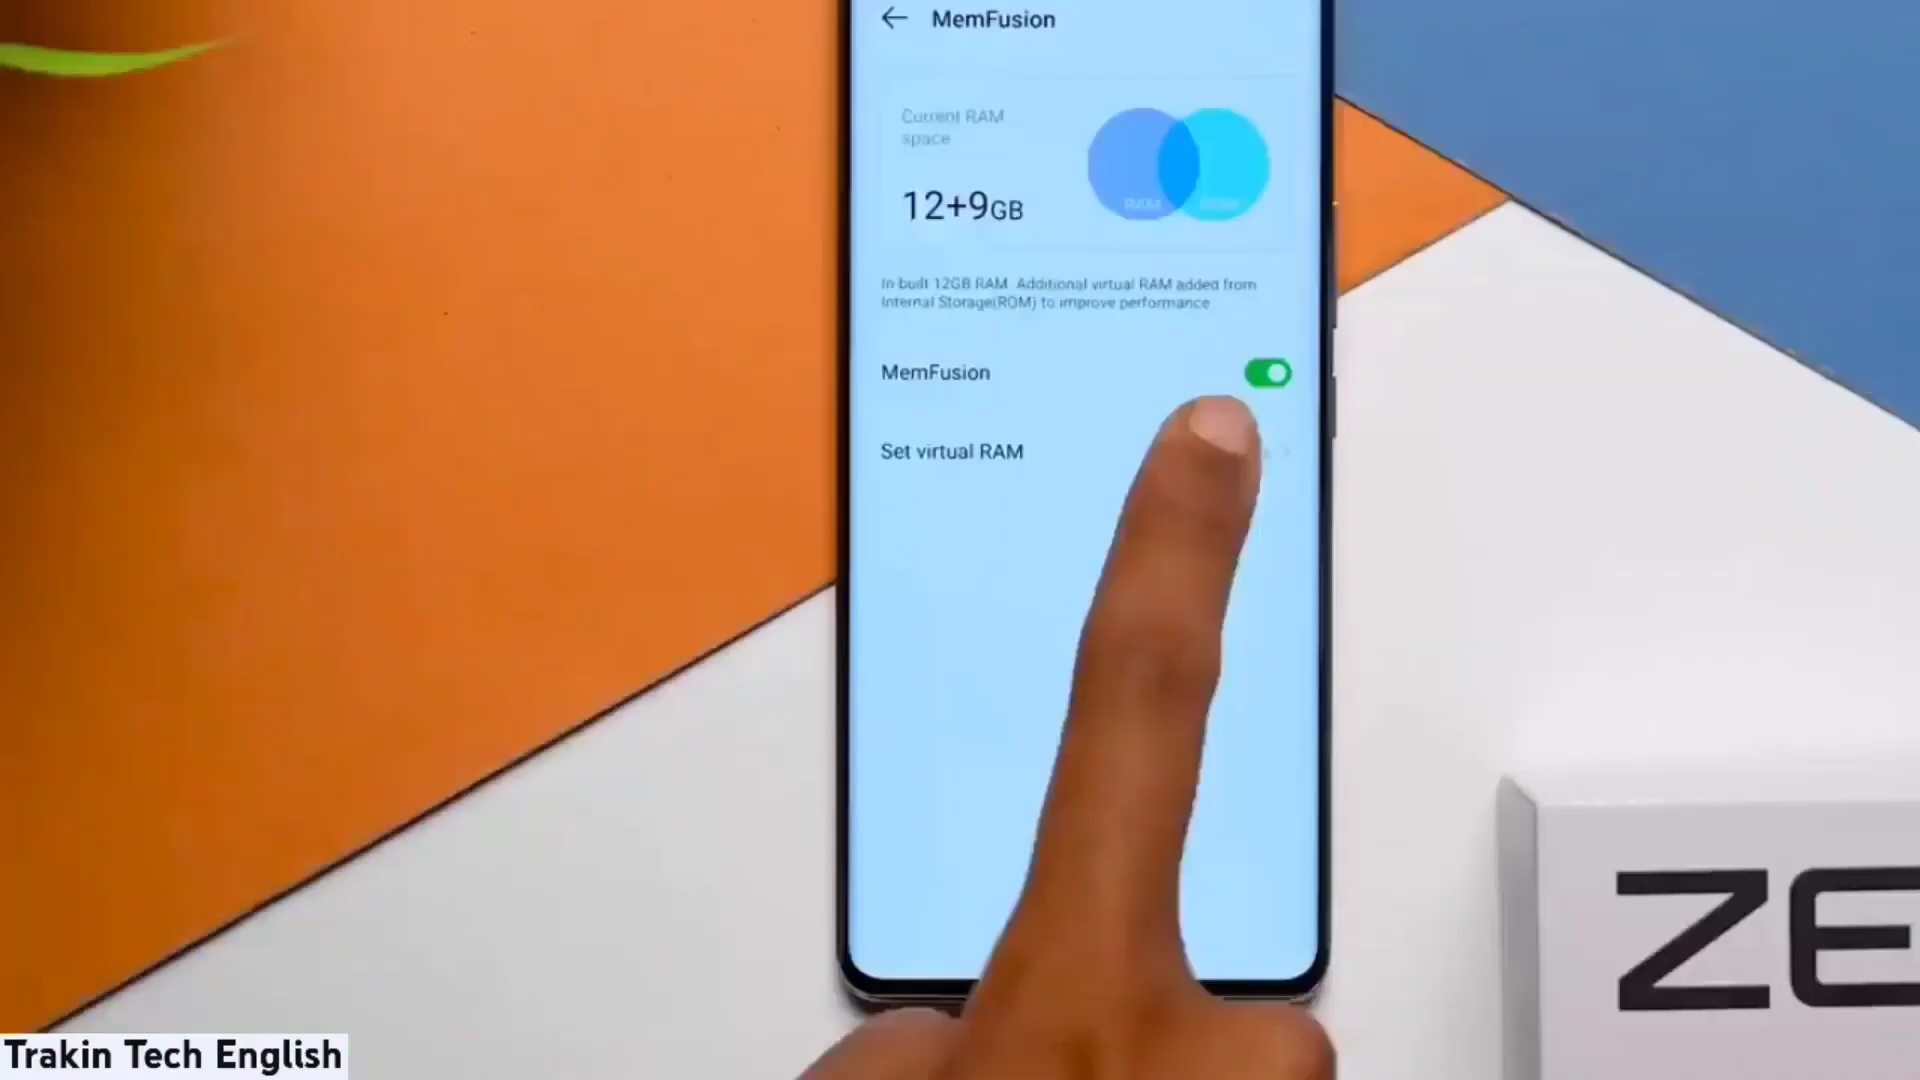 MemFusion
Current RAM
space
12+9GB
RAM
In built 12GB RAM. Additional virtual RAM added from
Internal Storage(ROM) to improve performance
MemFusion
Set virtual RAM
ZE
Trakin Tech English